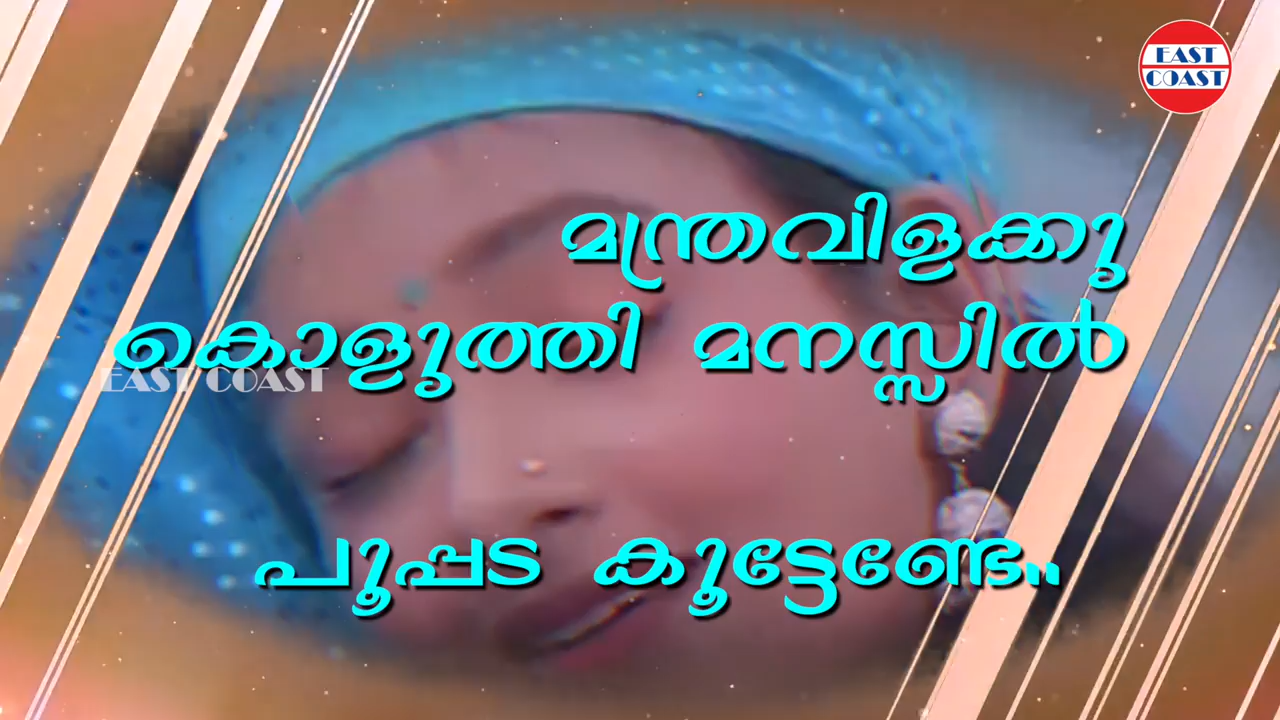 EAST
COAST
മന്ത്രവിളക്കു
കൊളുത്തി മനസ്സിൽ
EAST COAST
പൂപ്പട കൂട്ടേണ്ടേ..